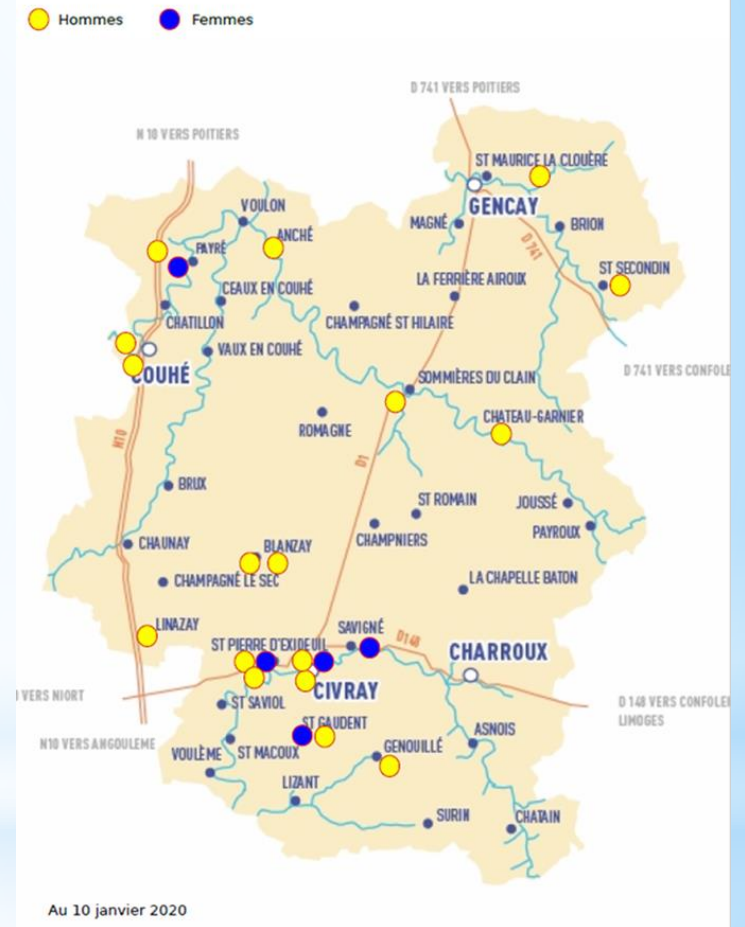 Hommes
Femmes
D 741 VERS POITIERS
N 10 VERS POITIERS
ST MAURICE LA CLOUÈRE
GENCAY
VOULON
MAGNÉ
BRION
ANCHÉ
D 741
PAYRÉ
ST SECONDIN
LA FERRIÈRE AIROUX
CEAUX EN COUHÉ
CHATILLON
CHAMPAGNÉ ST HILAIRE
VAUX EN COUHÉ
D 741 VERS CONFOLE
COUHÉ
SOMMIÈRES DU CLAIN
CHATEAU-GARNIER
ROMAGNE
N10
D1
BRUX
ST ROMAIN
JOUSSÉ
PAYROUX
CHAMPNIERS
CHAUNAY
BLANZAY
CHAMPAGNÉ LE SEC
LA CHAPELLE BATON
LINAZAY
SAVIGNÉ
ST PIERRE D'EXIDEUIL
D148
CHARROUX
CIVRAY
VERS NIORT
ST SAVIOL
D 148 VERS CONFOLE
LIMOGES
ST GAUDENT
ASNOIS
N10 VERS ANGOULEME
ST MACOUX
GENOUILLÉ
VOULÈME
LIZANT
SURIN
CHATAIN
Au 10 janvier 2020